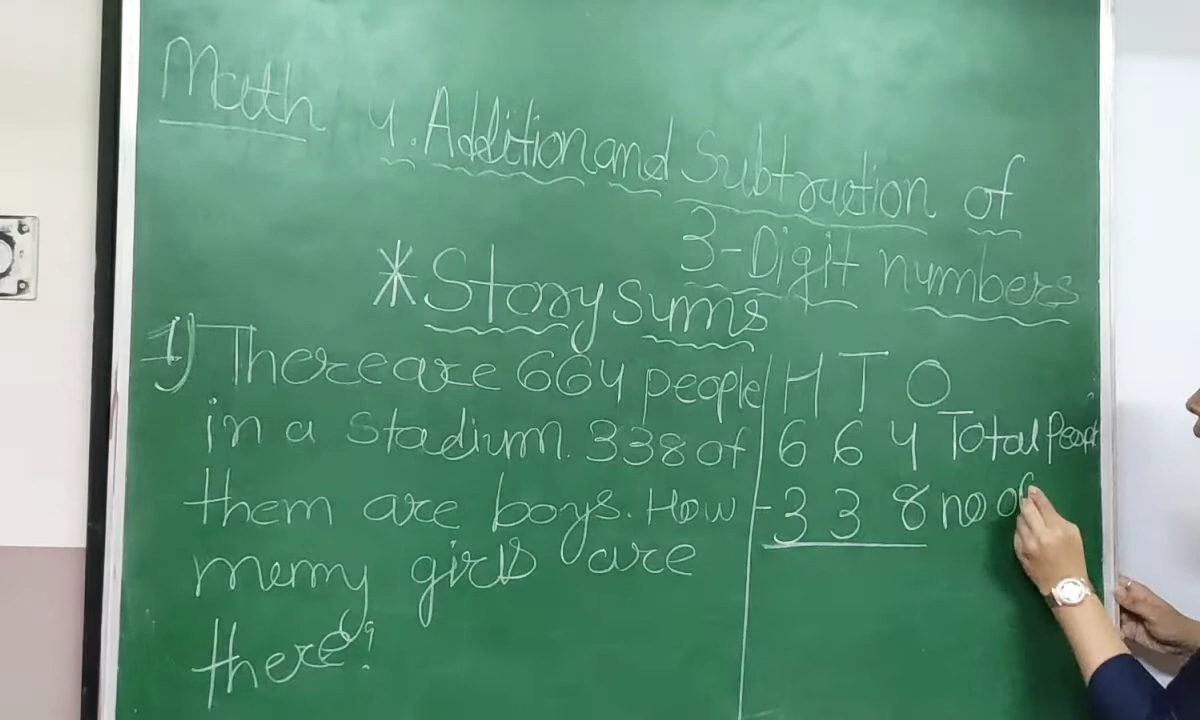 Math
4. Addition and Subtraction of
3-Digit numbers
* Story sums
1) There are 664 people
in a stadium. 338 of
them are boys. How
many girls are
there?
H T O
6 6 4 Total People
- 3 3 8 no of